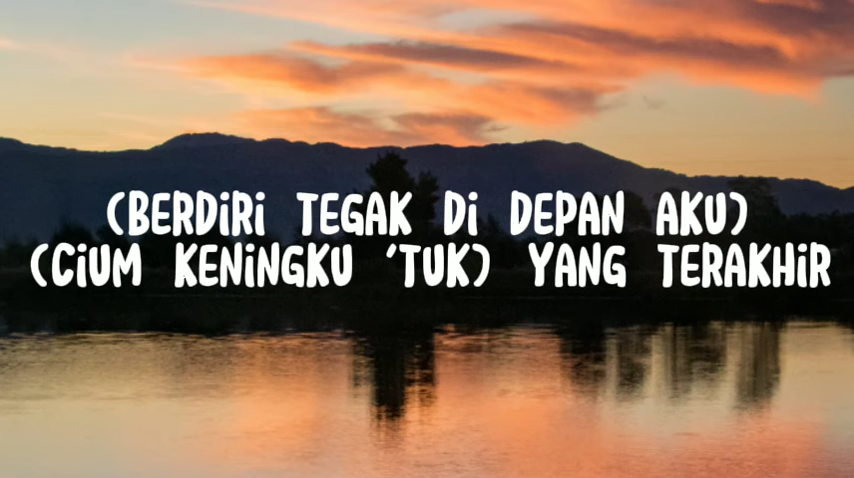 (BERDIRI TEGAK DI DEPAN AKU)
(CIUM KENINGKU 'TUK) YANG TERAKHIR